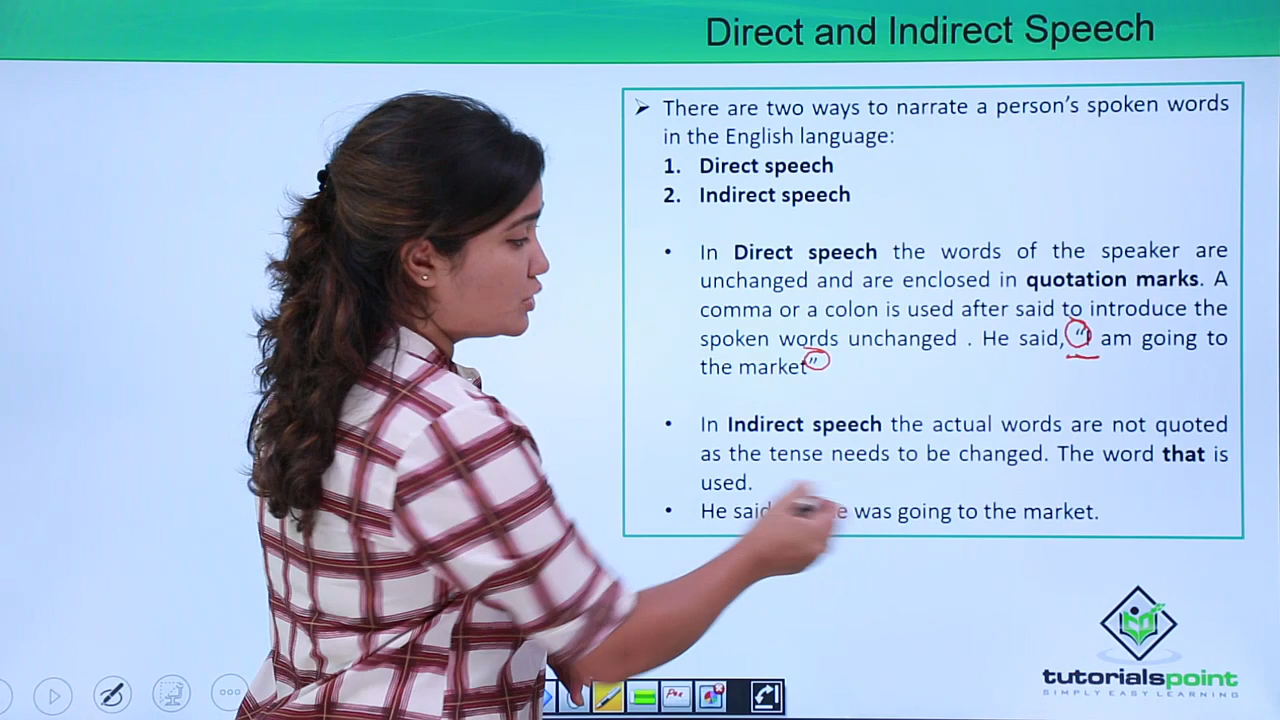 Direct and Indirect Speech
There are two ways to narrate a person's spoken words
in the English language:
1. Direct speech
2. Indirect speech
• In Direct speech the words of the speaker are
unchanged and are enclosed in quotation marks. A
comma or a colon is used after said to introduce the
spoken words unchanged . He said, "I am going to
the market"
• In Indirect speech the actual words are not quoted
as the tense needs to be changed. The word that is
used.
• He said was going to the market.
tutorialspoint
SIMPLY EASY LEARNING